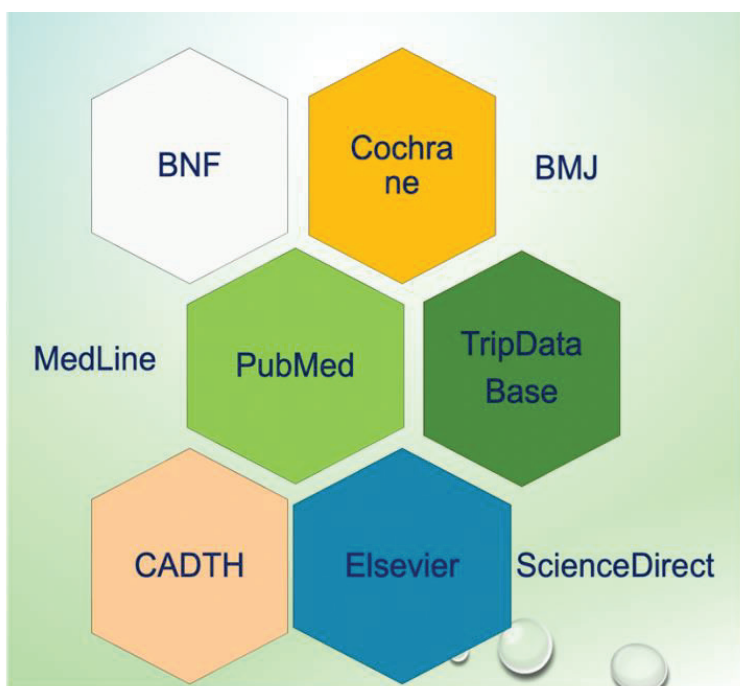 BNF
Cochra
ne
BMJ
MedLine
PubMed
TripData
Base
CADTH
Elsevier
ScienceDirect